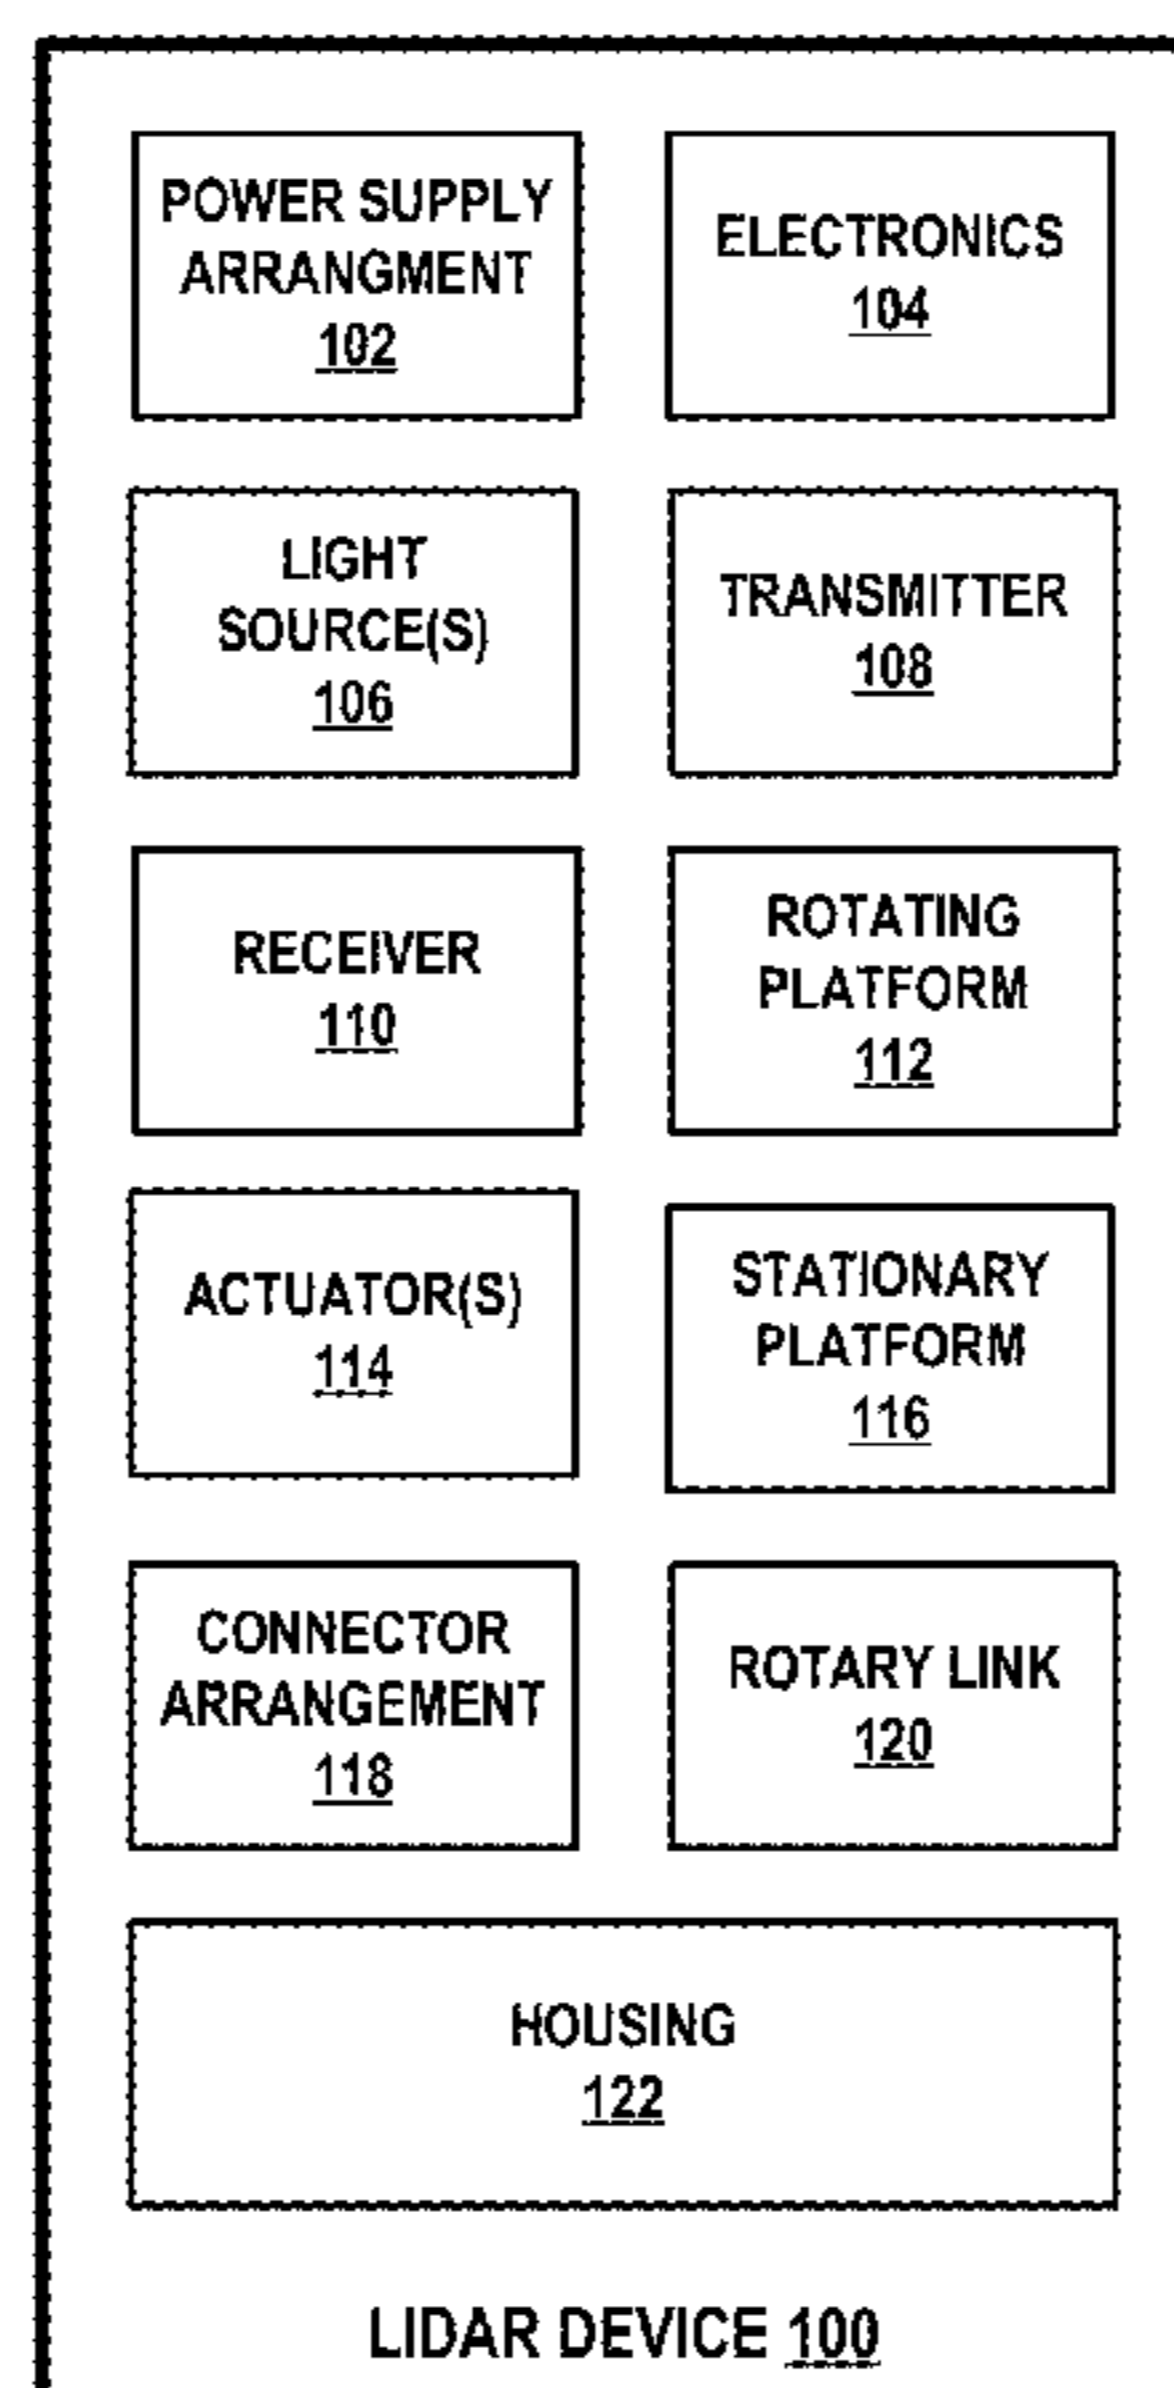 POWER SUPPLY
ARRANGMENT
102
ELECTRONICS
104
LIGHT
SOURCE(S)
106
TRANSMITTER
108
RECEIVER
110
ROTATING
PLATFORM
112
ACTUATOR(S)
114
STATIONARY
PLATFORM
116
CONNECTOR
ARRANGEMENT
118
ROTARY LINK
120
HOUSING
122
LIDAR DEVICE 100